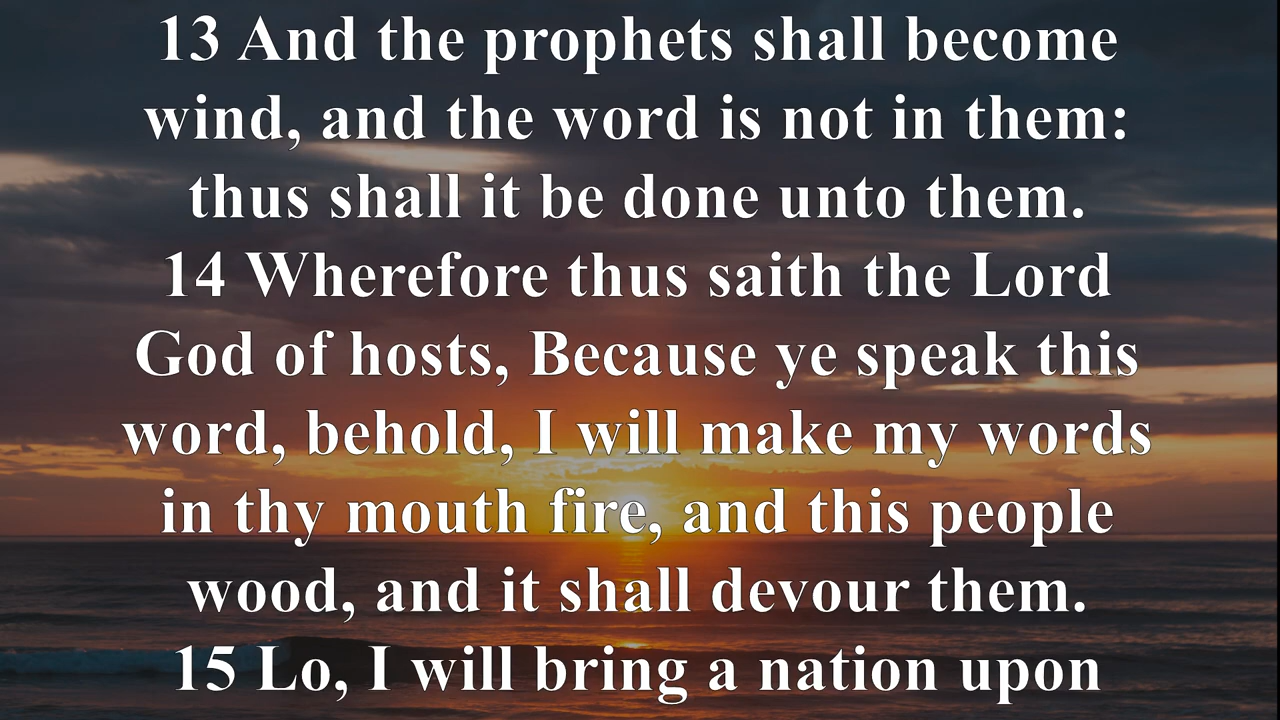 13 And the prophets shall become
wind, and the word is not in them:
thus shall it be done unto them.
14 Wherefore thus saith the Lord
God of hosts, Because ye speak this
word, behold, I will make my words
in thy mouth fire, and this people
wood, and it shall devour them.
15 Lo, I will bring a nation upon